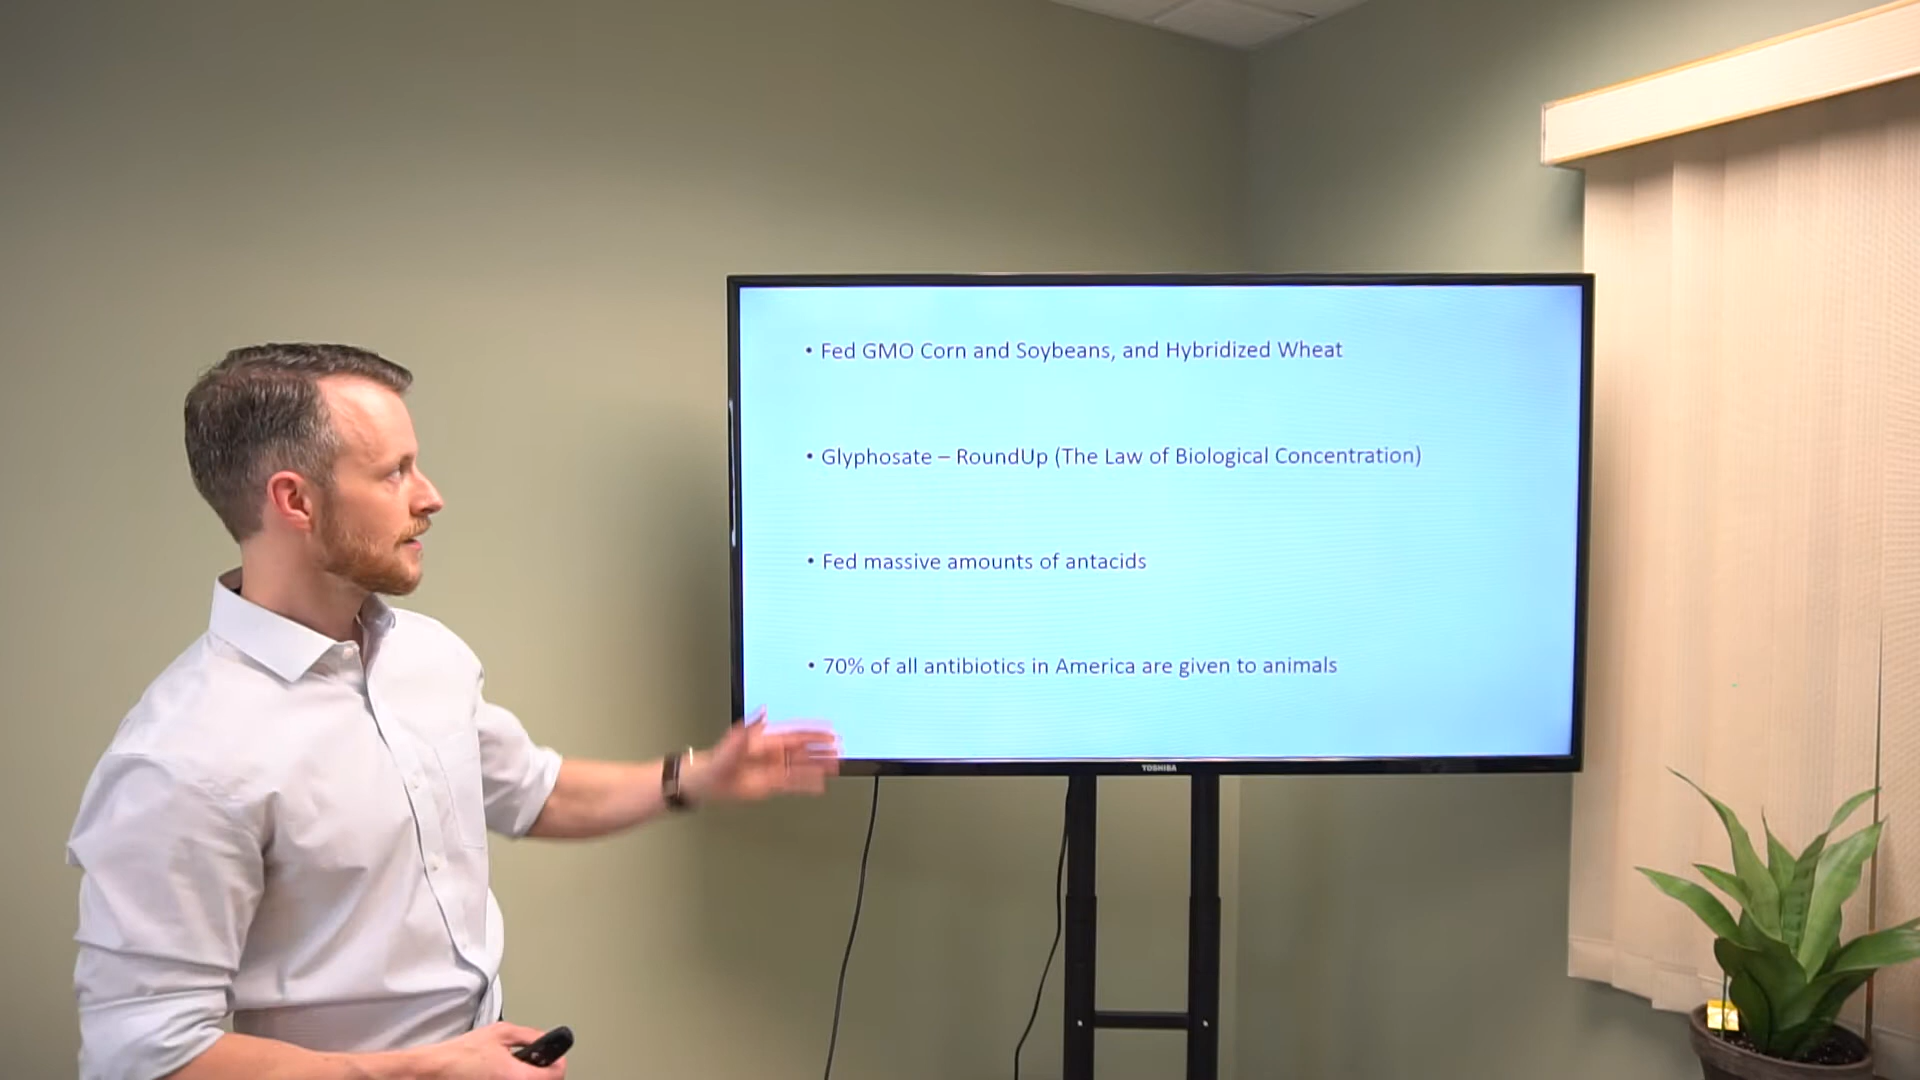 • Fed GMO Corn and Soybeans, and Hybridized Wheat
• Glyphosate – RoundUp (The Law of Biological Concentration)
• Fed massive amounts of antacids
• 70% of all antibiotics in America are given to animals
TOSHIBA